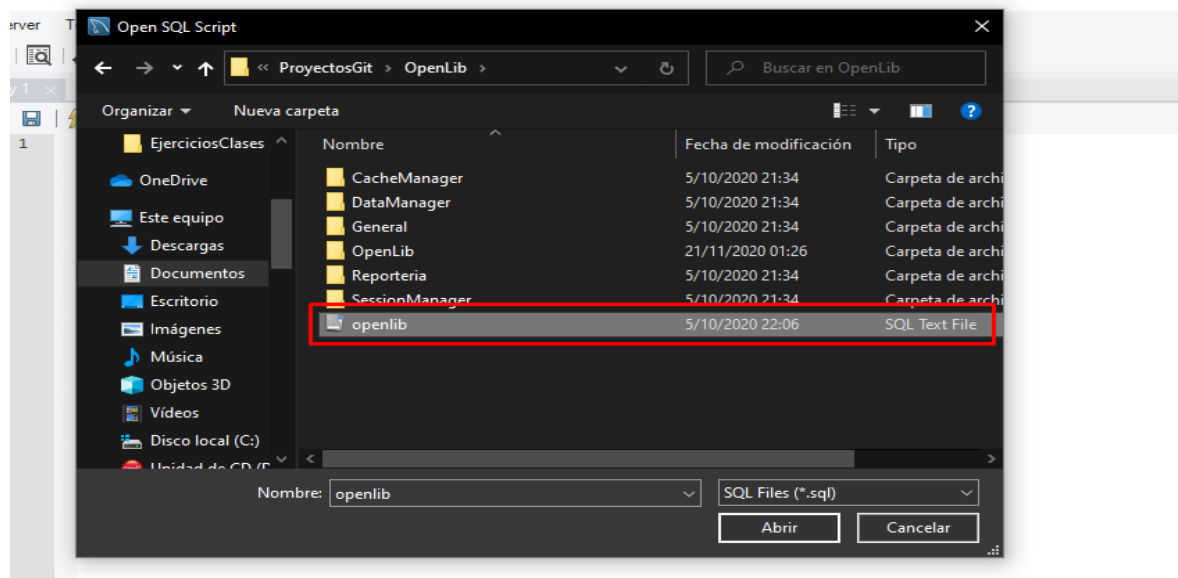 erver T
Open SQL Script
« ProyectosGit › OpenLib ›
Buscar en OpenLib
y 1 ×
Organizar
Nueva carpeta
1
EjerciciosClases
Nombre
Fecha de modificación
Tipo
OneDrive
CacheManager
5/10/2020 21:34
Carpeta de archi
DataManager
5/10/2020 21:34
Carpeta de archi
Este equipo
General
5/10/2020 21:34
Carpeta de archi
Descargas
OpenLib
21/11/2020 01:26
Carpeta de archi
Documentos
Reporteria
5/10/2020 21:34
Carpeta de archi
Escritorio
SessionManager
5/10/2020 21:34
Carpeta de archi
Imágenes
openlib
5/10/2020 22:06
SQL Text File
Música
Objetos 3D
Vídeos
Disco local (C:)
Unidad de CD (
Nombre:
openlib
SQL Files (*.sql)
Abrir
Cancelar